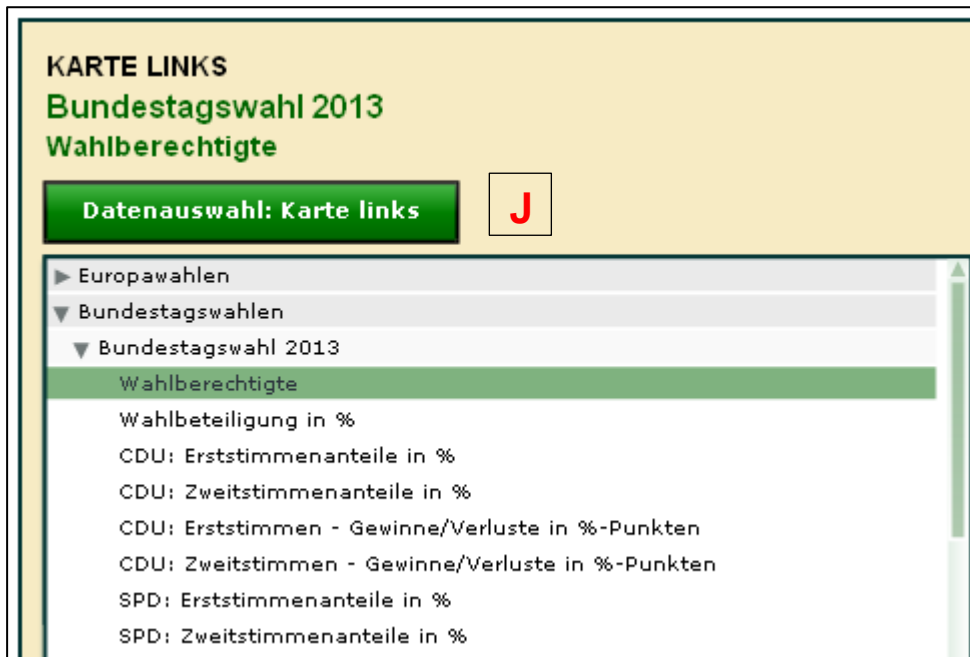 KARTE LINKS
Bundestagswahl 2013
Wahlberechtigte
Datenauswahl: Karte links
J
Europawahlen
Bundestagswahlen
Bundestagswahl 2013
Wahlberechtigte
Wahlbeteiligung in %
CDU: Erststimmenanteile in %
CDU: Zweitstimmenanteile in %
CDU: Erststimmen - Gewinne/Verluste in %-Punkten
CDU: Zweitstimmen - Gewinne/Verluste in %-Punkten
SPD: Erststimmenanteile in %
SPD: Zweitstimmenanteile in %